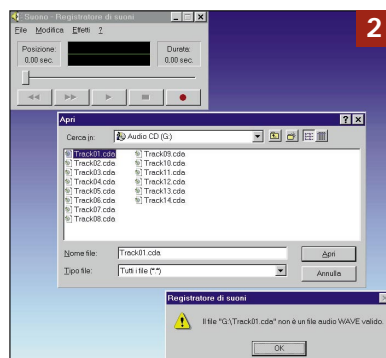 2
Suono - Registratore di suoni
File Modifica Effetti ?
Posizione:
0.00 sec.
Durata:
0.00 sec.
Apri
Cerca in: Audio CD (G:)
Track01.cda
Track02.cda
Track03.cda
Track04.cda
Track05.cda
Track06.cda
Track07.cda
Track08.cda
Track09.cda
Track10.cda
Track11.cda
Track12.cda
Track13.cda
Track14.cda
Nome file: Track01.cda
Apri
Tipo file: Tutti i file (*.*)
Annulla
Registratore di suoni
Il file "G:\Track01.cda" non è un file audio WAVE valido.
OK